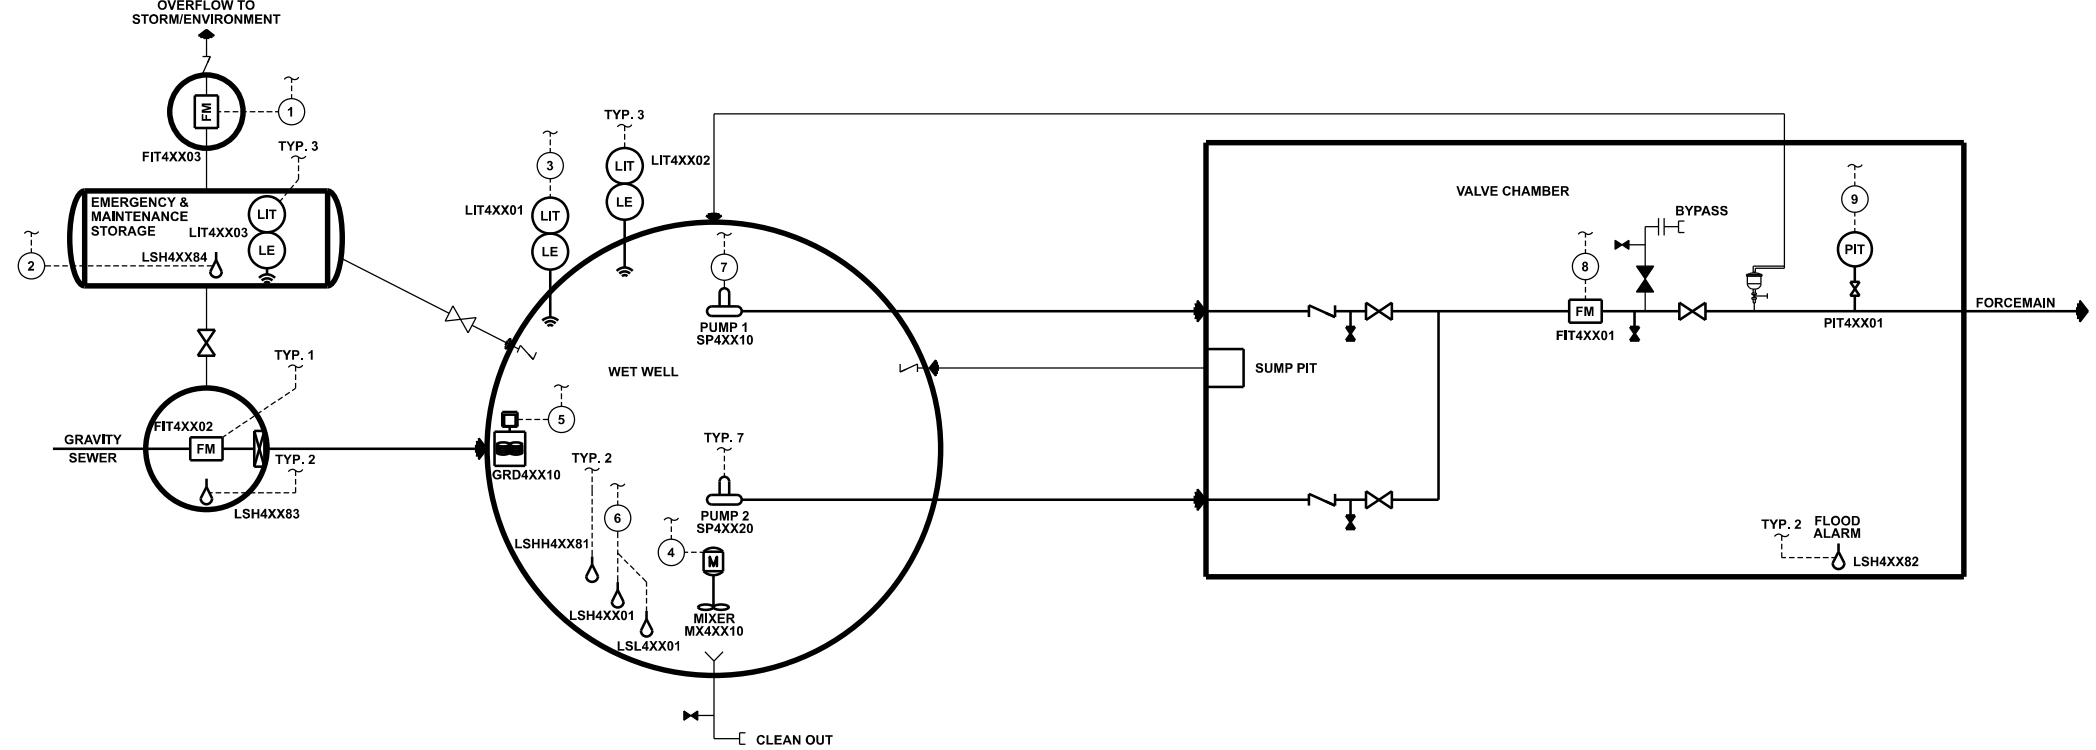 OVERFLOW TO
STORM/ENVIRONMENT
FM
1
FIT4XX03
TYP. 3
EMERGENCY &
MAINTENANCE
STORAGE
LIT
LIT4XX03
LE
LSH4XX84
2
TYP. 1
FIT4XX02
GRAVITY
SEWER
FM
TYP. 2
LSH4XX83
3
LIT4XX01
LIT
LE
TYP. 3
LIT
LIT4XX02
LE
7
PUMP 1
SP4XX10
WET WELL
5
GRD4XX10
TYP. 7
PUMP 2
SP4XX20
TYP. 2
6
LSHH4XX81
4
M
LSH4XX01
MIXER
MX4XX10
LSL4XX01
CLEAN OUT
VALVE CHAMBER
BYPASS
9
8
PIT
FM
FIT4XX01
PIT4XX01
FORCEMAIN
SUMP PIT
TYP. 2
FLOOD
ALARM
LSH4XX82